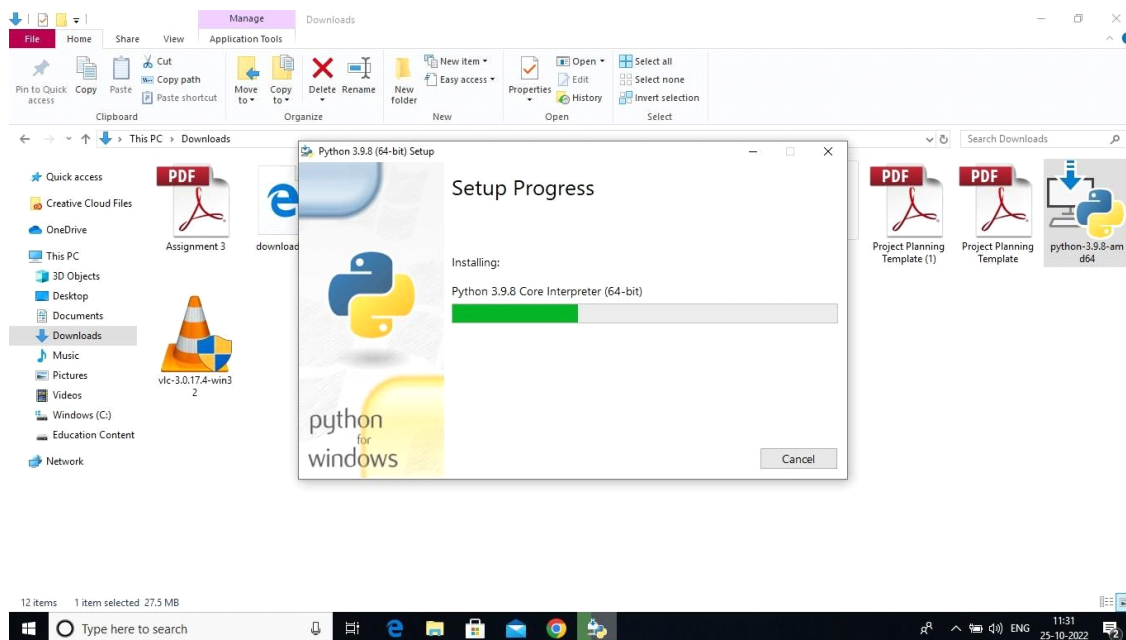 Manage
Downloads
File
Home
Share
View
Application Tools
Pin to Quick
access
Copy
Paste
Cut
Copy path
Paste shortcut
Clipboard
Move
to
Copy
to
Delete
Rename
Organize
New
folder
New item
Easy access
New
Properties
Open
Edit
History
Open
Select all
Select none
Invert selection
Select
This PC
Downloads
Search Downloads
Quick access
Creative Cloud Files
OneDrive
This PC
3D Objects
Desktop
Documents
Downloads
Music
Pictures
Videos
Windows (C:)
Education Content
Network
PDF
Assignment 3
download
vlc-3.0.17.4-win3
2
Python 3.9.8 (64-bit) Setup
Setup Progress
Installing:
Python 3.9.8 Core Interpreter (64-bit)
python
for
windows
Cancel
PDF
Project Planning
Template (1)
PDF
Project Planning
Template
python-3.9.8-am
d64
12 items
1 item selected 27.5 MB
Type here to search
ENG
11:31
25-10-2022
2